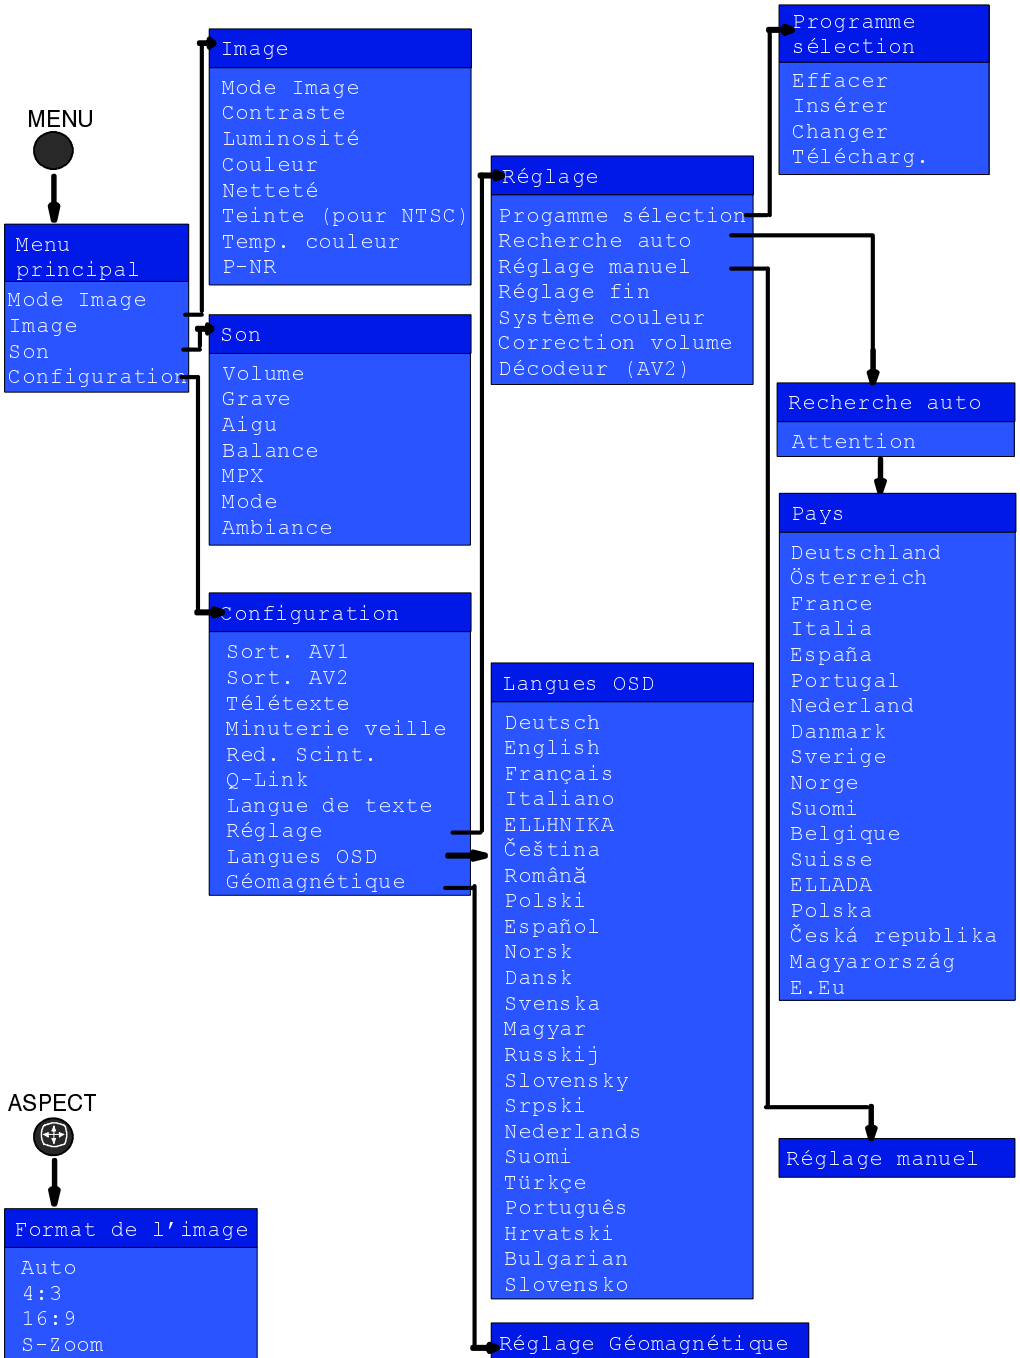 MENU
Menu
principal
Mode Image
Image
Son
Configuration
Image
Mode Image
Contraste
Luminosité
Couleur
Netteté
Teinte (pour NTSC)
Temp. couleur
P-NR
Son
Volume
Grave
Aigu
Balance
MPX
Mode
Ambiance
Configuration
Sort. AV1
Sort. AV2
Télétexte
Minuterie veille
Red. Scint.
Q-Link
Langue de texte
Réglage
Langues OSD
Géomagnétique
Réglage
Progamme sélection
Recherche auto
Réglage manuel
Réglage fin
Système couleur
Correction volume
Décodeur (AV2)
Programme
sélection
Effacer
Insérer
Changer
Télécharg.
Recherche auto
Attention
Pays
Deutschland
Österreich
France
Italia
España
Portugal
Nederland
Danmark
Sverige
Norge
Suomi
Belgique
Suisse
ELLADA
Polska
Česká republika
Magyarország
E.Eu
Langues OSD
Deutsch
English
Français
Italiano
ELLHNIKA
Čeština
Română
Polski
Español
Norsk
Dansk
Svenska
Magyar
Russkij
Slovensky
Srpski
Nederlands
Suomi
Türkçe
Português
Hrvatski
Bulgarian
Slovensko
Réglage manuel
Réglage Géomagnétique
ASPECT
Format de l'image
Auto
4:3
16:9
S-Zoom